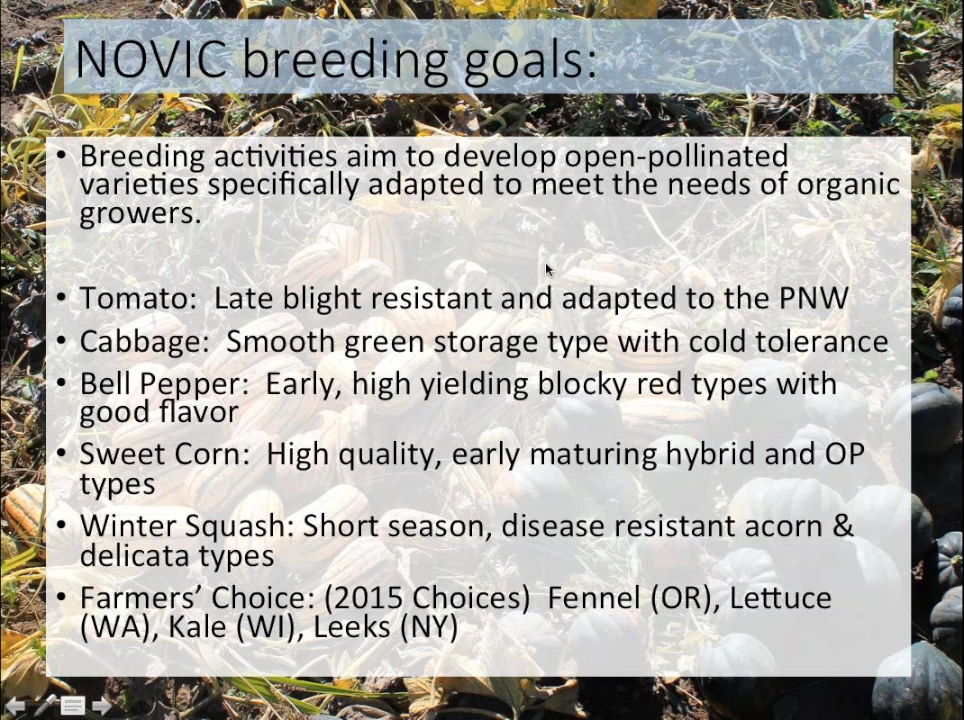 NOVIC breeding goals:
• Breeding activities aim to develop open-pollinated
varieties specifically adapted to meet the needs of organic
growers.
• Tomato:  Late blight resistant and adapted to the PNW
• Cabbage:  Smooth green storage type with cold tolerance
• Bell Pepper:  Early, high yielding blocky red types with
good flavor
• Sweet Corn:  High quality, early maturing hybrid and OP
types
• Winter Squash: Short season, disease resistant acorn &
delicata types
• Farmers’ Choice: (2015 Choices)  Fennel (OR), Lettuce
(WA), Kale (WI), Leeks (NY)